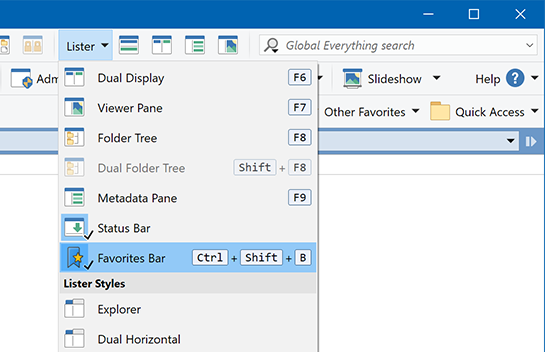 Lister
Global Everything search
Slideshow
Help
Dual Display F6
Viewer Pane F7
Other Favorites
Quick Access
Folder Tree F8
Dual Folder Tree Shift + F8
Metadata Pane F9
Status Bar
Favorites Bar Ctrl + Shift + B
Lister Styles
Explorer
Dual Horizontal